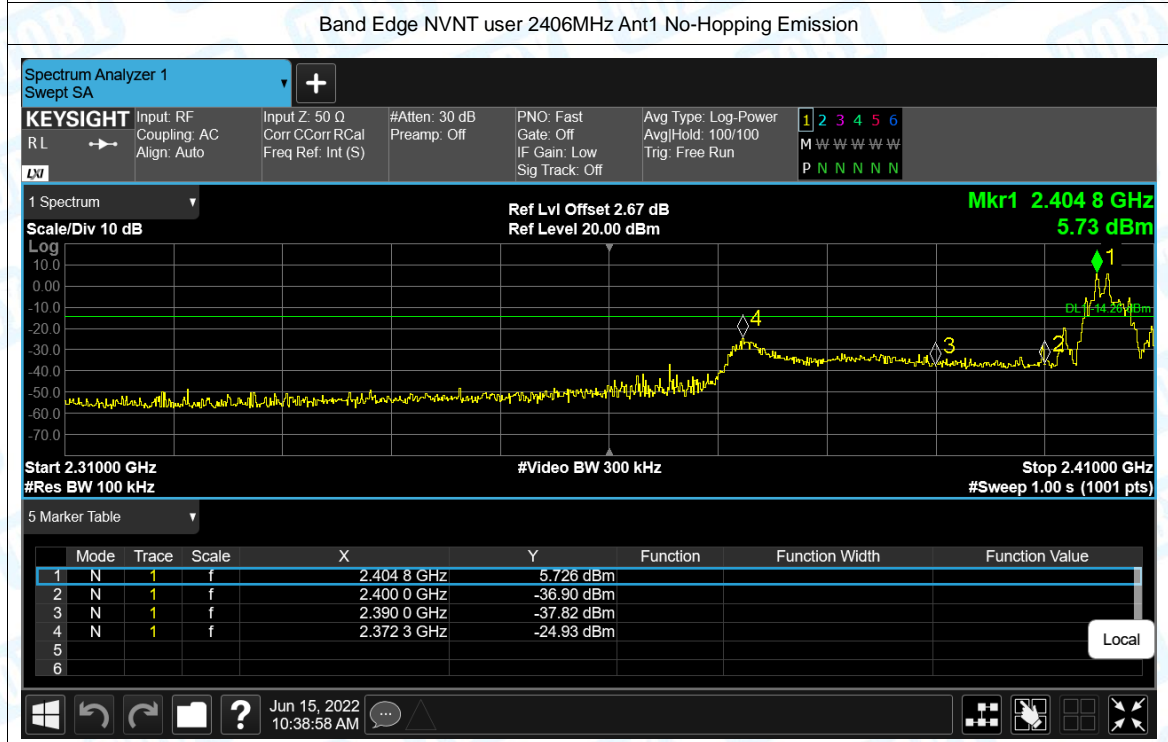 Band Edge NVNT user 2406MHz Ant1 No-Hopping Emission
Spectrum Analyzer 1
Swept SA
+
KEYSIGHT Input: RF Input Z: 50 Ω #Atten: 30 dB PNO: Fast Avg Type: Log-Power 1 2 3 4 5 6
R L Coupling: AC Corr CCorr RCal Preamp: Off Gate: Off Avg|Hold: 100/100 M W W W W W
Align: Auto Freq Ref: Int (S) IF Gain: Low Trig: Free Run
LXI Sig Track: Off P N N N N N
1 Spectrum Ref Lvl Offset 2.67 dB Mkr1 2.404 8 GHz
Scale/Div 10 dB Ref Level 20.00 dBm 5.73 dBm
Log
10.0
0.00
-10.0
-20.0
-30.0
-40.0
-50.0
-60.0
-70.0
1
DL1 -14.26 dBm
4
3
2
Start 2.31000 GHz #Video BW 300 kHz Stop 2.41000 GHz
#Res BW 100 kHz #Sweep 1.00 s (1001 pts)
5 Marker Table
Mode Trace Scale X Y Function Function Width Function Value
1 N 1 f 2.404 8 GHz 5.726 dBm
2 N 1 f 2.400 0 GHz -36.90 dBm
3 N 1 f 2.390 0 GHz -37.82 dBm
4 N 1 f 2.372 3 GHz -24.93 dBm
5
6
Local
? Jun 15, 2022
10:38:58 AM